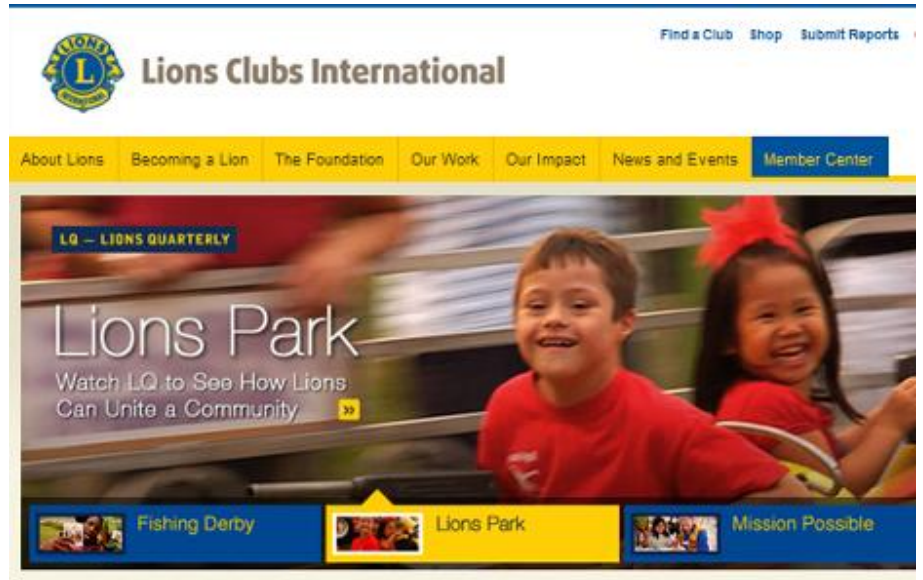 Find a Club Shop Submit Reports
LIONS
L
INTERNATIONAL
Lions Clubs International
About Lions Becoming a Lion The Foundation Our Work Our Impact News and Events Member Center
LQ – LIONS QUARTERLY
Lions Park
Watch LQ to See How Lions
Can Unite a Community »
Fishing Derby Lions Park Mission Possible